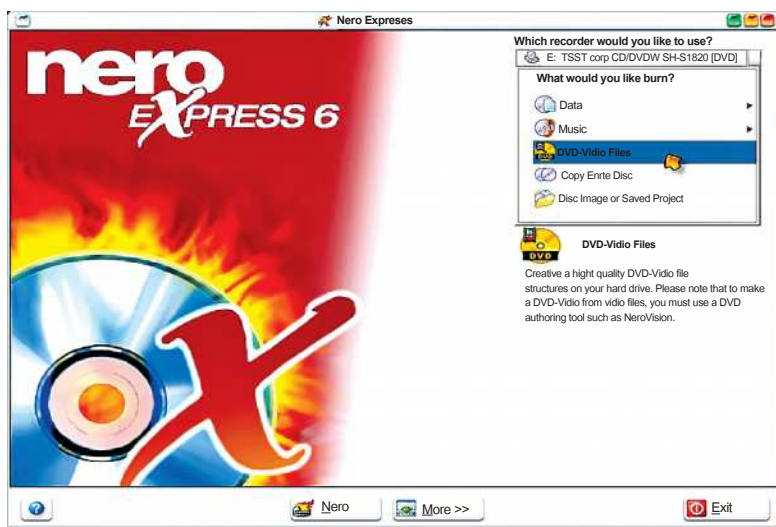 Nero Expreses
nero
EXPRESS 6
Which recorder would you like to use?
E: TSST corp CD/DVDW SH-S1820 [DVD]
What would you like burn?
Data
Music
DVD-Vidio Files
Copy Enrte Disc
Disc Image or Saved Project
DVD
DVD-Vidio Files
Creative a hight quality DVD-Vidio file
structures on your hard drive. Please note that to make
a DVD-Vidio from vidio files, you must use a DVD
authoring tool such as NeroVision.
Nero
More >>
Exit